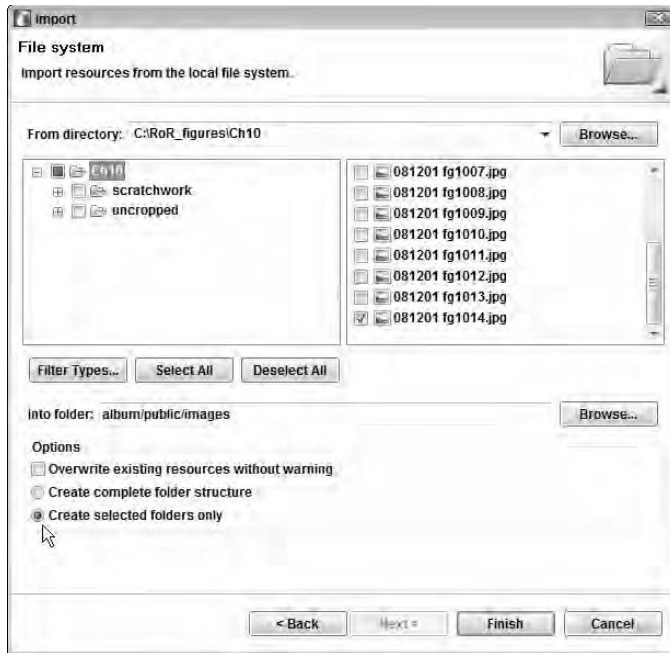 Import
File system
Import resources from the local file system.
From directory: C:\RoR_figures\Ch10
Browse...
Ch10
scratchwork
uncropped
081201 fg1007.jpg
081201 fg1008.jpg
081201 fg1009.jpg
081201 fg1010.jpg
081201 fg1011.jpg
081201 fg1012.jpg
081201 fg1013.jpg
081201 fg1014.jpg
Filter Types...
Select All
Deselect All
Into folder: album/public/images
Browse...
Options
Overwrite existing resources without warning
Create complete folder structure
Create selected folders only
< Back
Next >
Finish
Cancel